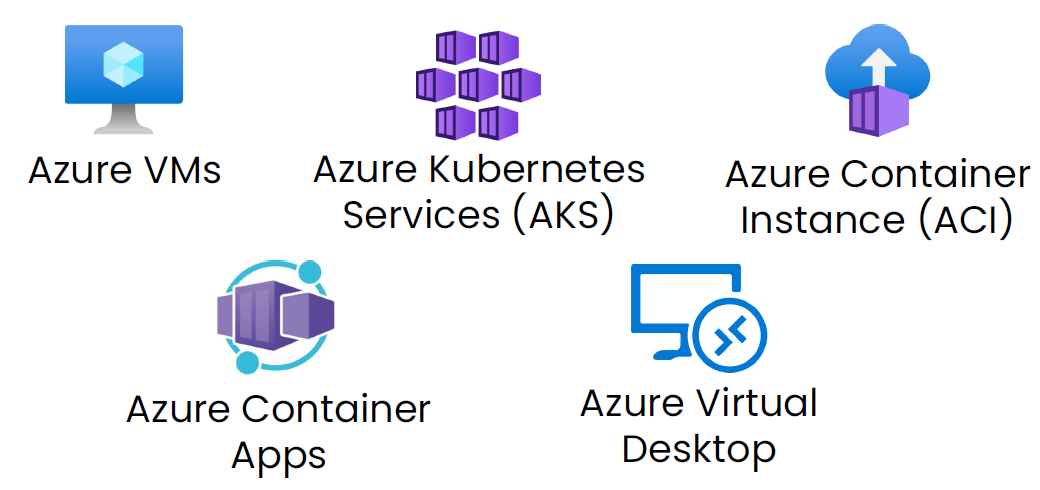 Azure VMs
Azure Kubernetes
Services (AKS)
Azure Container
Instance (ACI)
Azure Container
Apps
Azure Virtual
Desktop